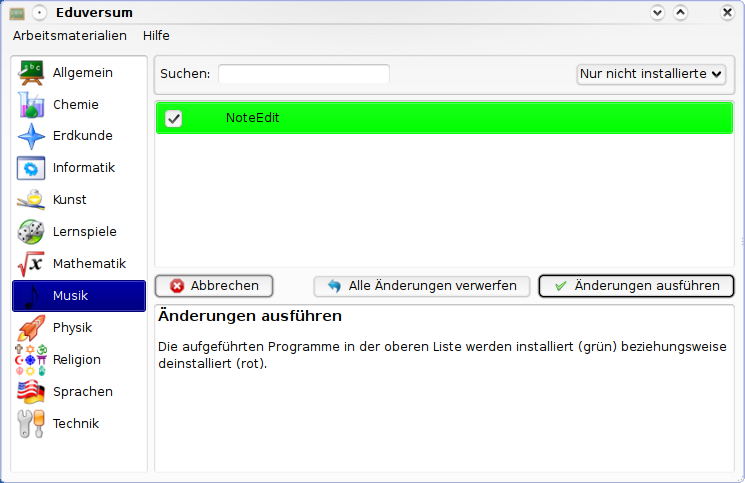 Eduversum
Arbeitsmaterialien Hilfe
Allgemein
Chemie
Erdkunde
Informatik
Kunst
Lernspiele
Mathematik
Musik
Physik
Religion
Sprachen
Technik
Suchen: Nur nicht installierte
NoteEdit
Abbrechen Alle Änderungen verwerfen Änderungen ausführen
Änderungen ausführen
Die aufgeführten Programme in der oberen Liste werden installiert (grün) beziehungsweise
deinstalliert (rot).